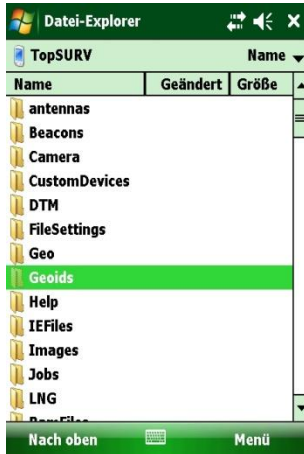 Datei-Explorer
TopSURV Name
Name Geändert Größe
antennas
Beacons
Camera
CustomDevices
DTM
FileSettings
Geo
Geoids
Help
IEFiles
Images
Jobs
LNG
Nach oben Menü